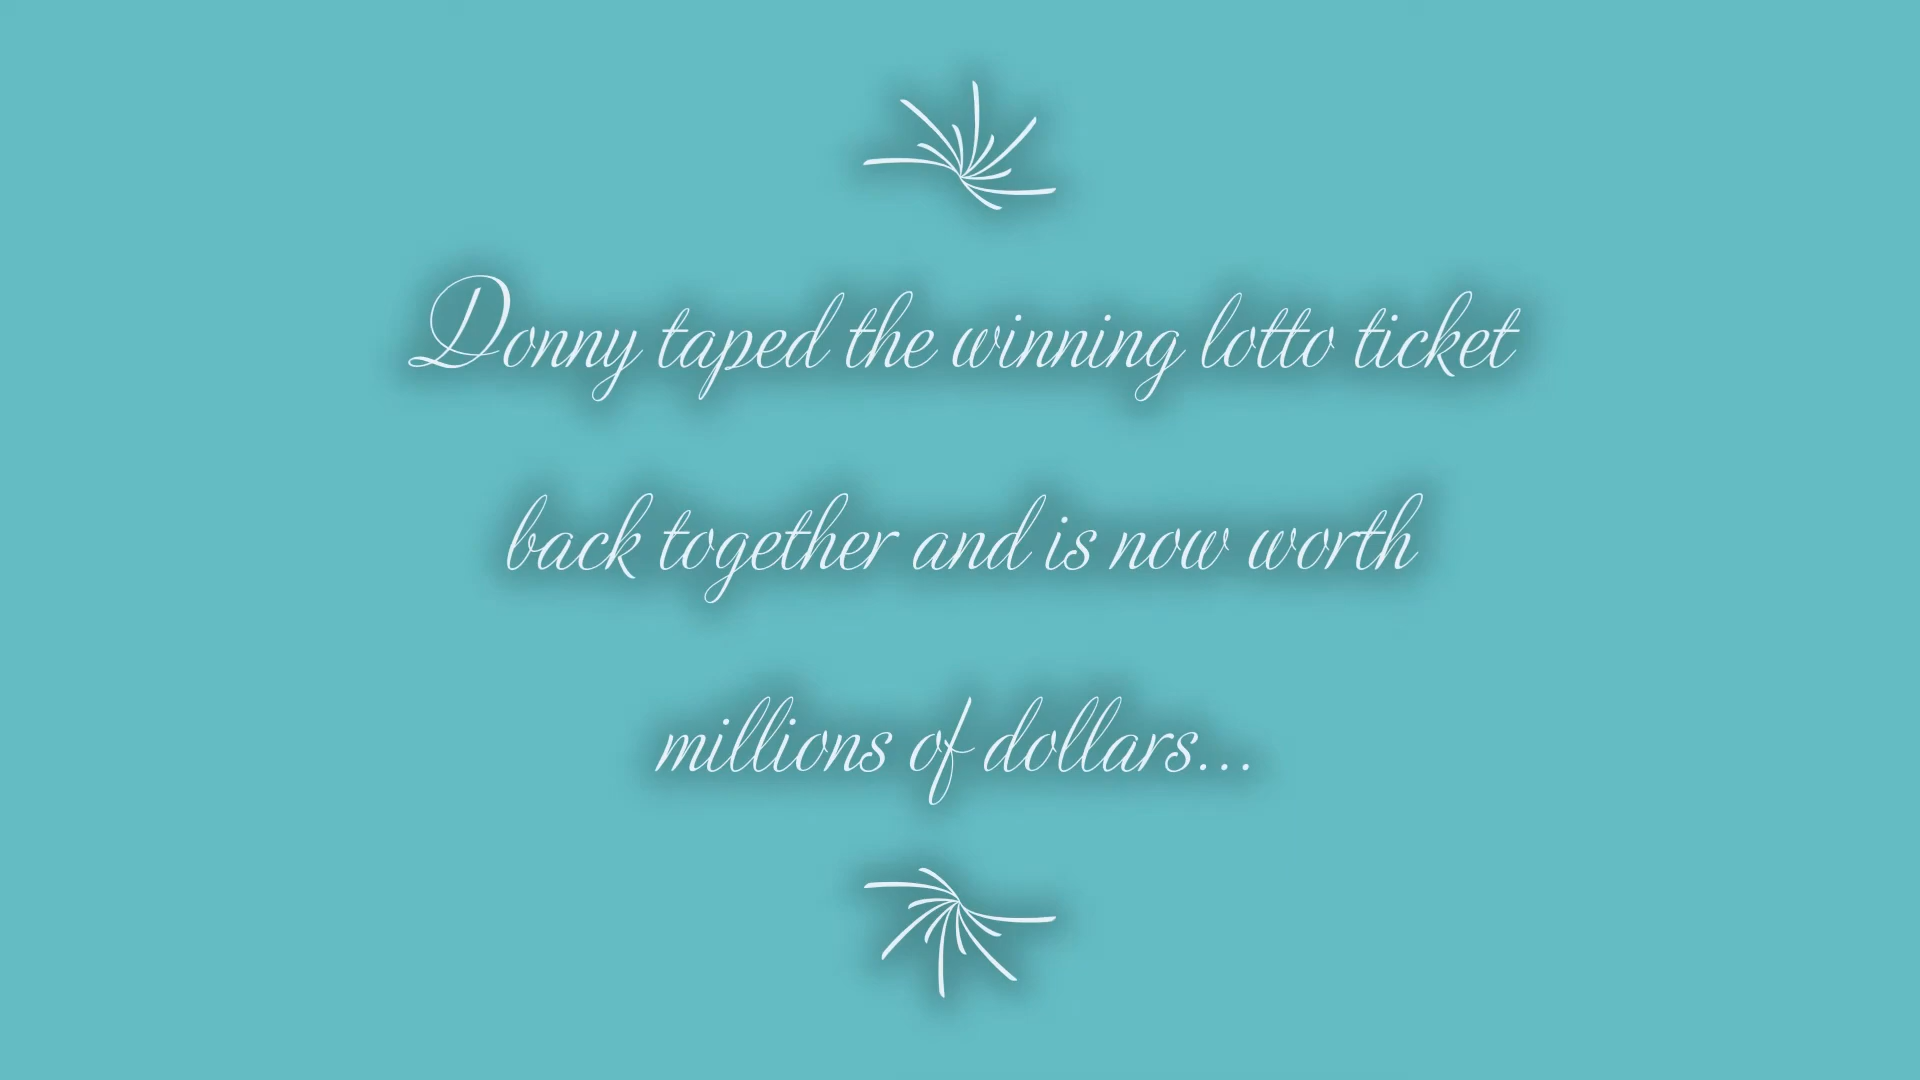 Donny taped the winning lotto ticket
back together and is now worth
millions of dollars...